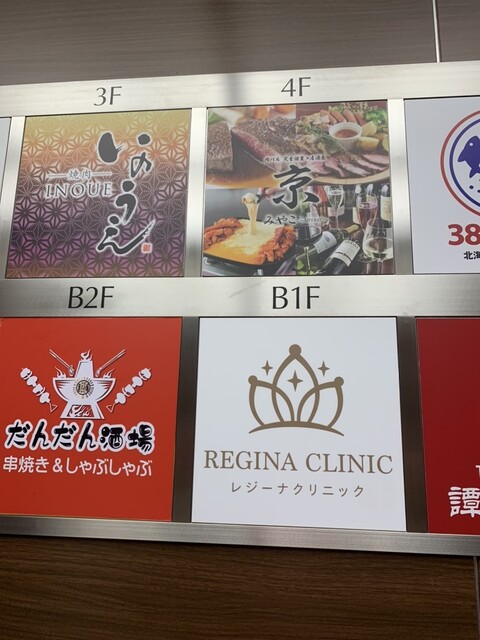 3F
4F
焼肉
INOUE
いのうえ
京
みやこ
38
北海
B2F
B1F
だんだん酒場
串焼き&しゃぶしゃぶ
REGINA CLINIC
レジーナクリニック
譚